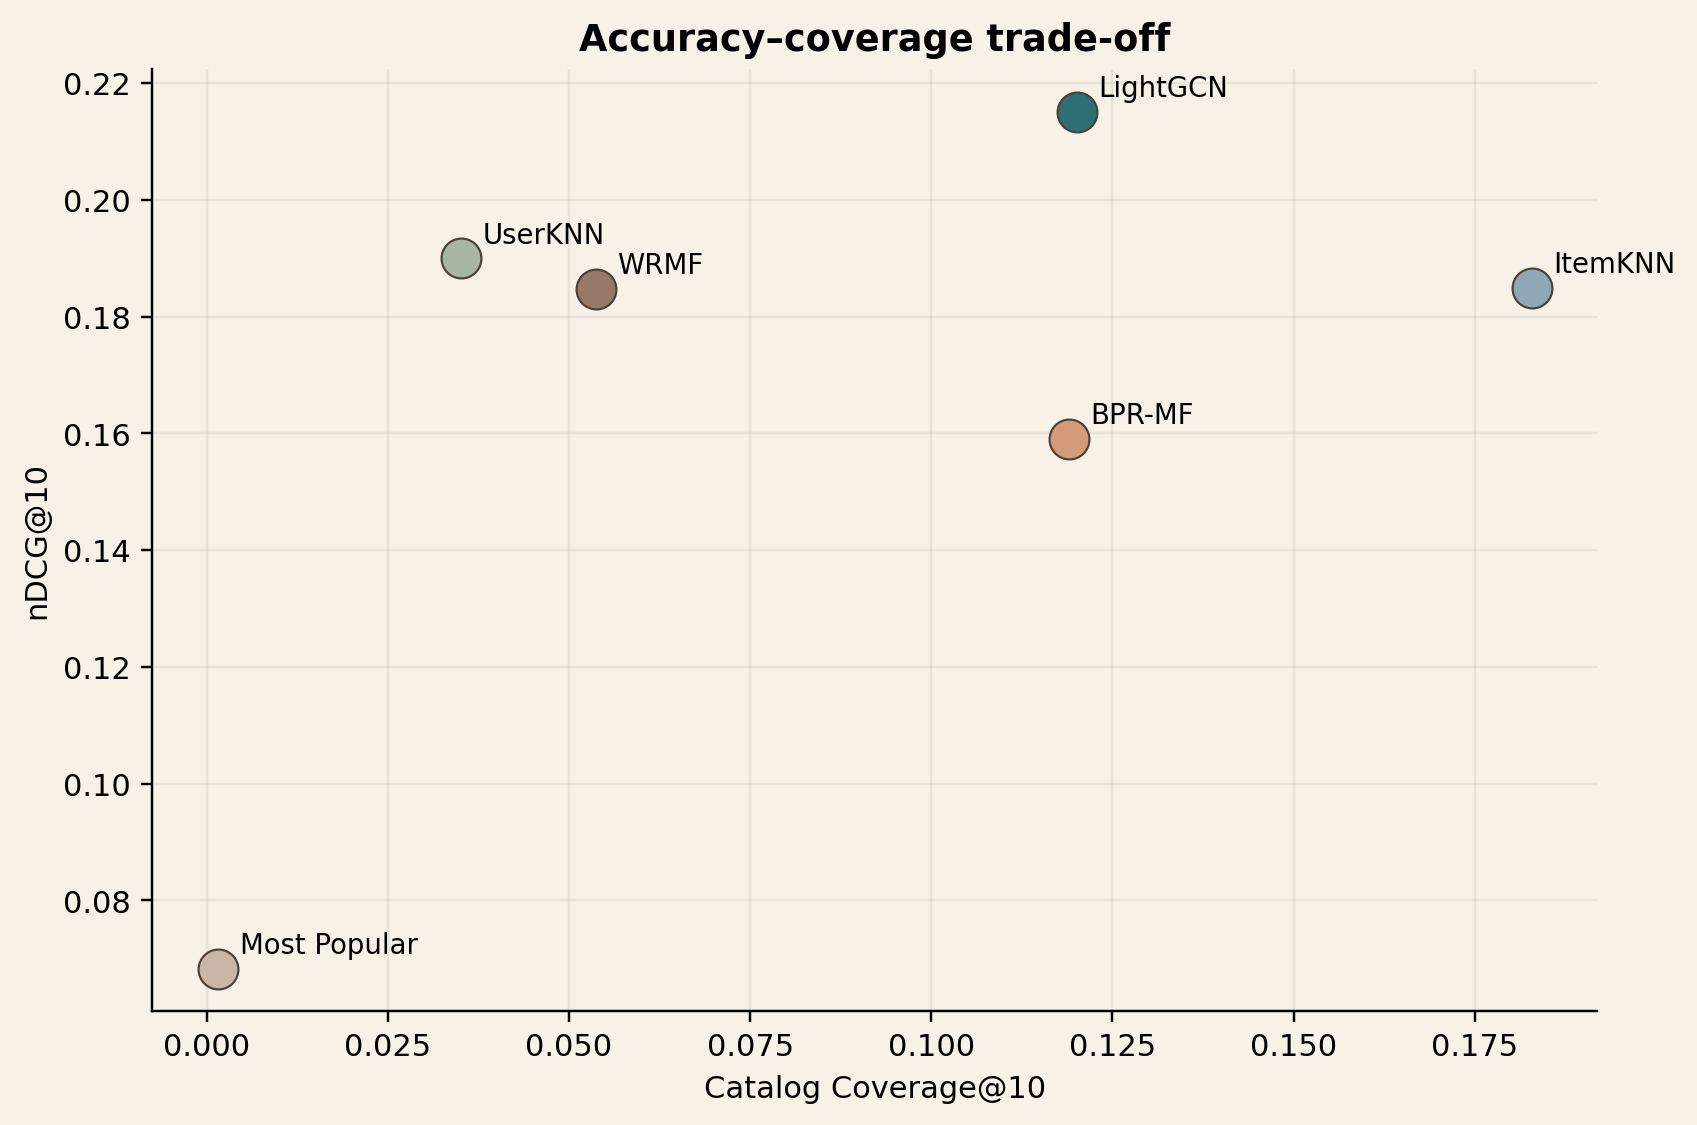 Accuracy–coverage trade-off
0.22
LightGCN
0.20
UserKNN
WRMF
ItemKNN
0.18
BPR-MF
0.16
nDCG@10
0.14
0.12
0.10
0.08
Most Popular
0.000 0.025 0.050 0.075 0.100 0.125 0.150 0.175
Catalog Coverage@10